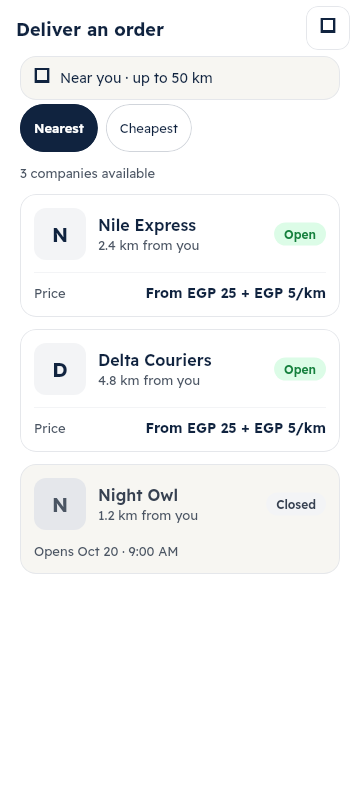 Deliver an order
Near you · up to 50 km
Nearest
Cheapest
3 companies available
N
Nile Express
2.4 km from you
Open
Price
From EGP 25 + EGP 5/km
D
Delta Couriers
4.8 km from you
Open
Price
From EGP 25 + EGP 5/km
N
Night Owl
1.2 km from you
Closed
Opens Oct 20 · 9:00 AM